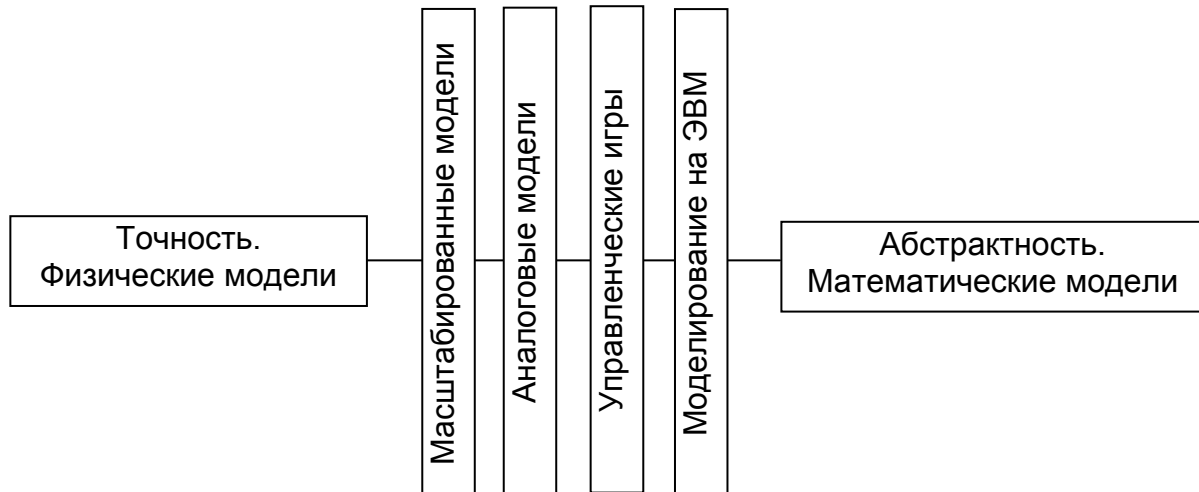 Точность.
Физические модели
Масштабированные модели
Аналоговые модели
Управленческие игры
Моделирование на ЭВМ
Абстрактность.
Математические модели